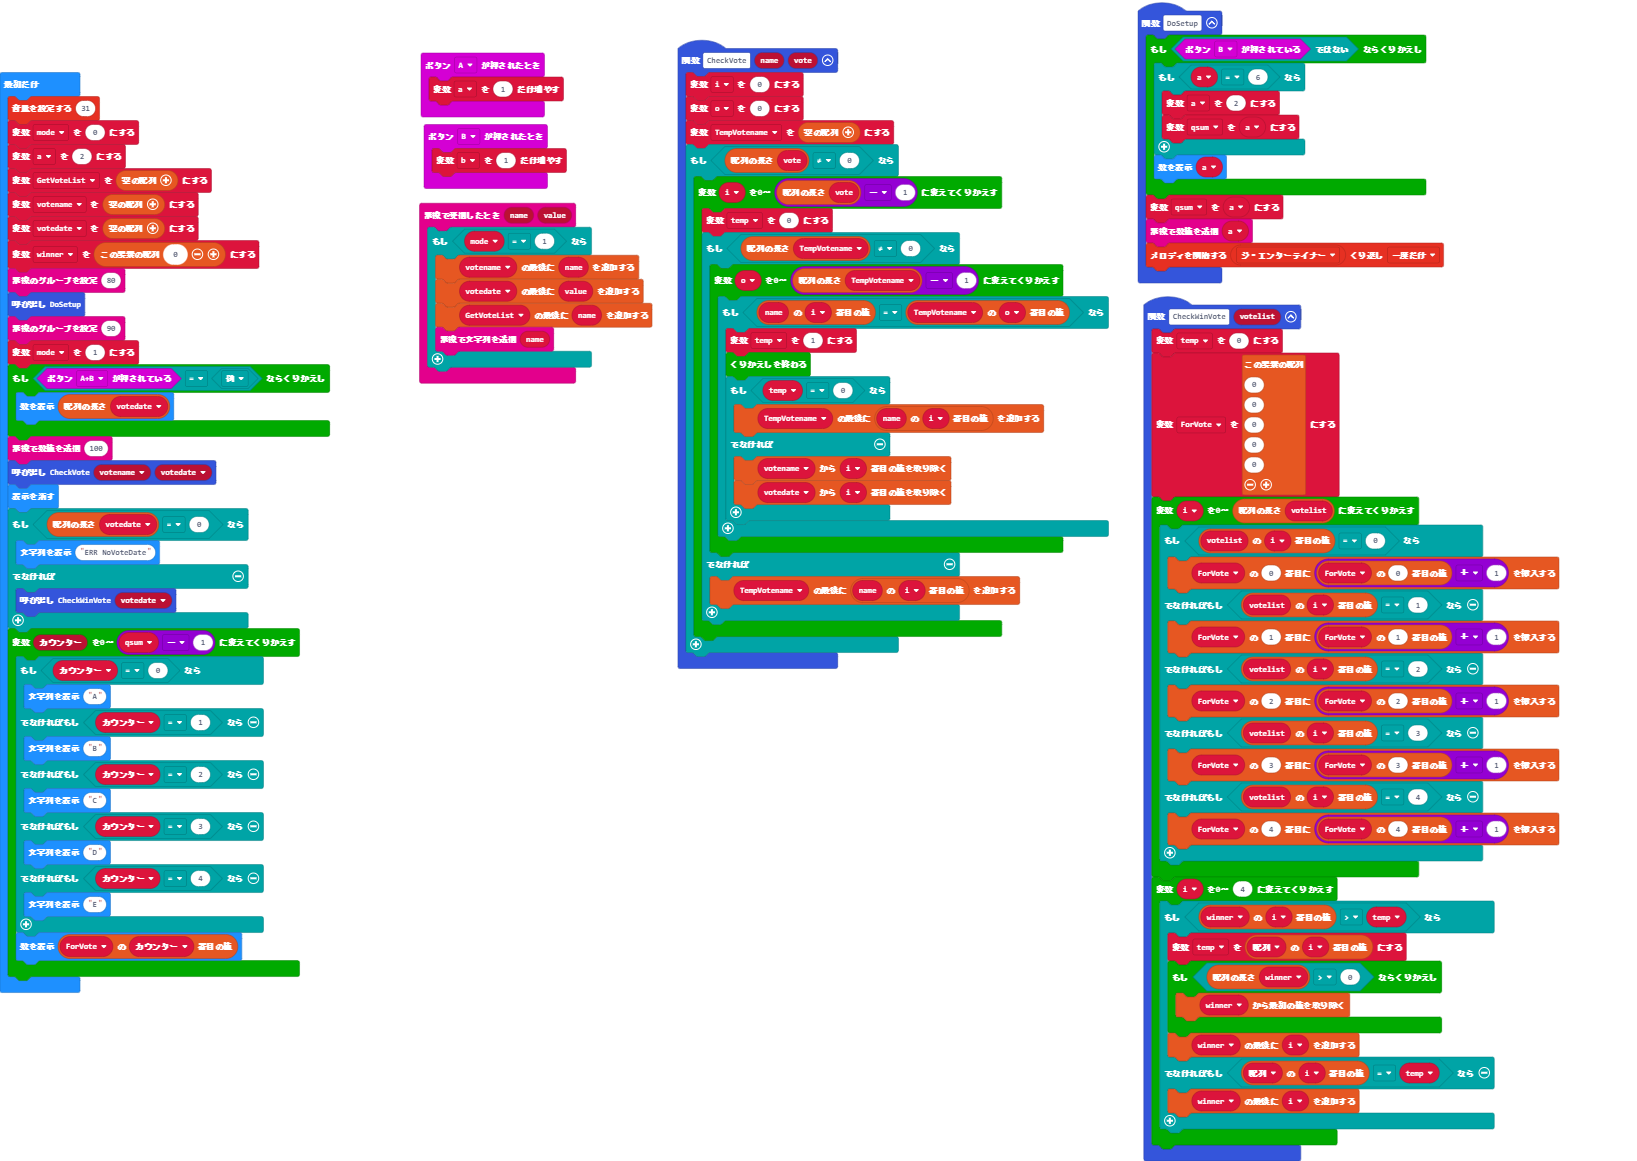 最初だけ
音量を設定する 31
変数 mode を 0 にする
変数 a を 2 にする
変数 GetVoteList を 空の配列 にする
変数 votename を 空の配列 にする
変数 votedate を 空の配列 にする
変数 winner を この要素の配列 0 にする
無線のグループを設定 80
呼び出し DoSetup
無線のグループを設定 90
変数 mode を 1 にする
もし ボタン A+B が押されている = 偽 ならくりかえし
数を表示 配列の長さ votedate
無線で数値を送信 100
呼び出し CheckVote votename votedate
表示を消す
もし 配列の長さ votedate = 0 なら
文字列を表示 "ERR NoVoteDate"
でなければ
呼び出し CheckWinVote votedate
変数 カウンター を0～ qsum - 1 に変えてくりかえす
もし カウンター = 0 なら
文字列を表示 "A"
でなければもし カウンター = 1 なら
文字列を表示 "B"
でなければもし カウンター = 2 なら
文字列を表示 "C"
でなければもし カウンター = 3 なら
文字列を表示 "D"
でなければもし カウンター = 4 なら
文字列を表示 "E"
数を表示 ForVote の カウンター 番目の値
ボタン A が押されたとき
変数 a を 1 だけ増やす
ボタン B が押されたとき
変数 b を 1 だけ増やす
無線で受信したとき name value
もし mode = 1 なら
votename の最後に name を追加する
votedate の最後に value を追加する
GetVoteList の最後に name を追加する
無線で文字列を送信 name
関数 CheckVote name vote
変数 i を 0 にする
変数 o を 0 にする
変数 TempVotename を 空の配列 にする
もし 配列の長さ vote ≠ 0 なら
変数 i を0～ 配列の長さ vote - 1 に変えてくりかえす
変数 temp を 0 にする
もし 配列の長さ TempVotename ≠ 0 なら
変数 o を0～ 配列の長さ TempVotename - 1 に変えてくりかえす
もし name の i 番目の値 = TempVotename の o 番目の値 なら
変数 temp を 1 にする
くりかえしを終わる
もし temp = 0 なら
TempVotename の最後に name の i 番目の値 を追加する
でなければ
votename から i 番目の値を取り除く
votedate から i 番目の値を取り除く
でなければ
TempVotename の最後に name の i 番目の値 を追加する
関数 DoSetup
もし ボタン B が押されている ではない ならくりかえし
もし a = 6 なら
変数 a を 2 にする
変数 qsum を a にする
数を表示 a
変数 qsum を a にする
無線で数値を送信 a
メロディを開始する ジ・エンターテイナー くり返し 一度だけ
関数 CheckWinVote votelist
変数 temp を 0 にする
変数 ForVote を この要素の配列 0 0 0 0 0 にする
変数 i を0～ 配列の長さ votelist に変えてくりかえす
もし votelist の i 番目の値 = 0 なら
ForVote の 0 番目に ForVote の 0 番目の値 + 1 を挿入する
でなければもし votelist の i 番目の値 = 1 なら
ForVote の 1 番目に ForVote の 1 番目の値 + 1 を挿入する
でなければもし votelist の i 番目の値 = 2 なら
ForVote の 2 番目に ForVote の 2 番目の値 + 1 を挿入する
でなければもし votelist の i 番目の値 = 3 なら
ForVote の 3 番目に ForVote の 3 番目の値 + 1 を挿入する
でなければもし votelist の i 番目の値 = 4 なら
ForVote の 4 番目に ForVote の 4 番目の値 + 1 を挿入する
変数 i を0～ 4 に変えてくりかえす
もし winner の i 番目の値 > temp なら
変数 temp を 配列 の i 番目の値 にする
もし 配列の長さ winner > 0 ならくりかえし
winner から最初の値を取り除く
winner の最後に i を追加する
でなければもし 配列 の i 番目の値 = temp なら
winner の最後に i を追加する